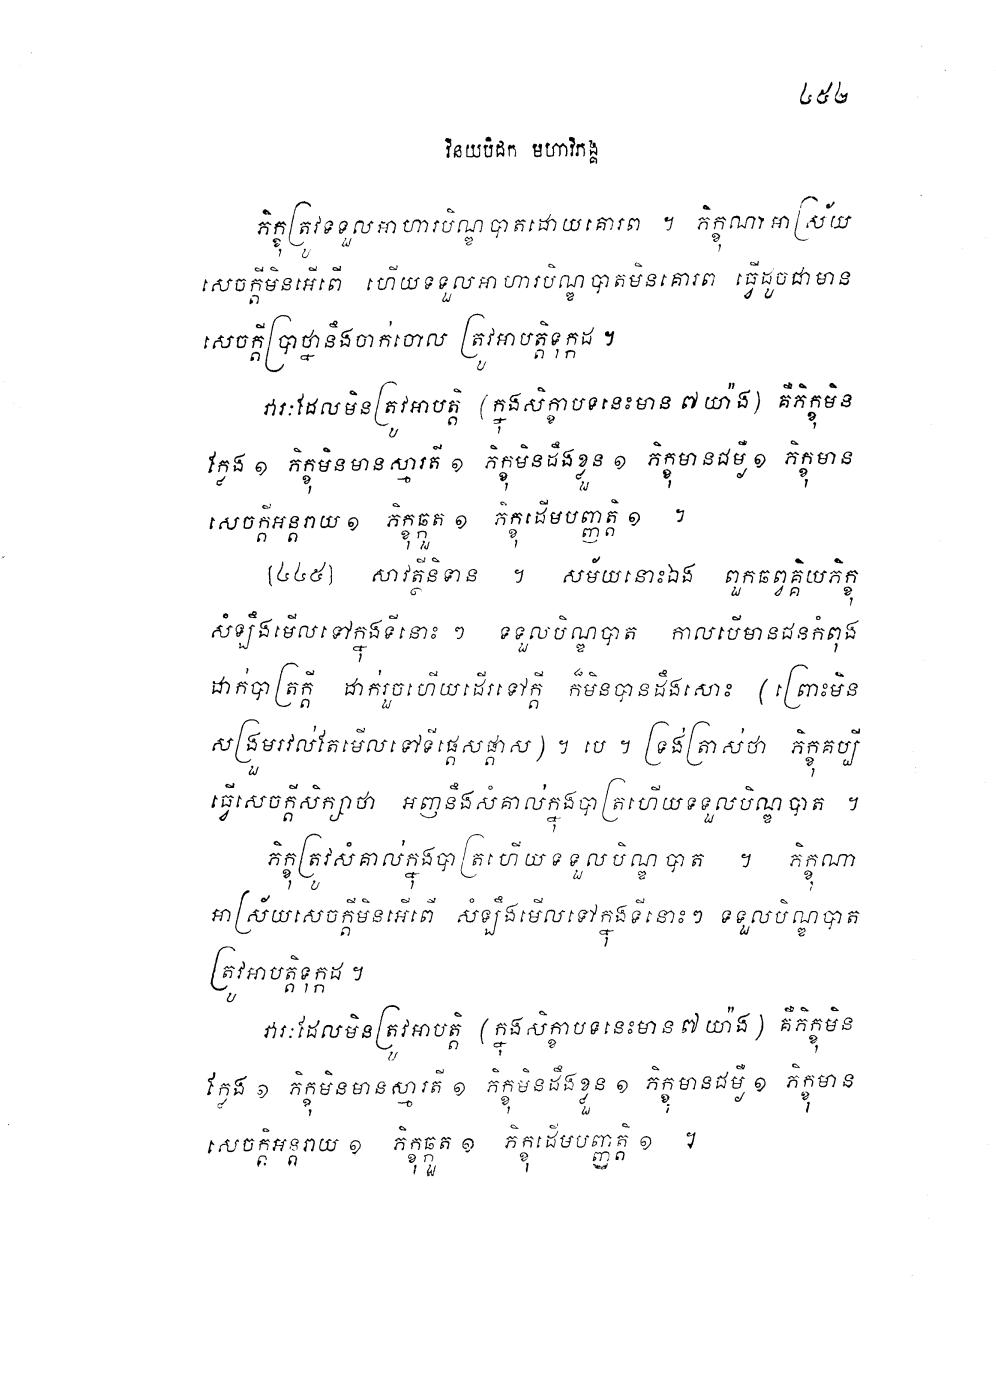 ៤៥២
វិនយបិដក មហាវិភង្គ
ភិក្ខុត្រូវទទួលអាហារបិណ្ឌបាតដោយគោរព ។ ភិក្ខុណាអាស្រ័យ
សេចក្តីមិនអើពើ ហើយទទួលអាហារបិណ្ឌបាតមិនគោរព ធ្វើដូចជាមាន
សេចក្តីប្រាថ្នានឹងចាក់ចោល ត្រូវអាបត្តិទុក្កដ ។
វារៈដែលមិនត្រូវអាបត្តិ (ក្នុងសិក្ខាបទនេះមាន ៧ យ៉ាង) គឺភិក្ខុមិន
ក្លែង ១ ភិក្ខុមិនមានស្មារតី ១ ភិក្ខុមិនដឹងខ្លួន ១ ភិក្ខុមានជម្ងឺ ១ ភិក្ខុមាន
សេចក្តីអន្តរាយ ១ ភិក្ខុឆ្កួត ១ ភិក្ខុដើមបញ្ញត្តិ ១ ។
[៤៤៥] សាវត្ថីនិទាន ។ សម័យនោះឯង ពួកឆព្វគ្គិយភិក្ខុ
សំឡឹងមើលទៅក្នុងទីនោះ ៗ ទទួលបិណ្ឌបាត កាលបើមានជនកំពុង
ដាក់បាត្រក្តី ដាក់រួចហើយដើរទៅក្តី ក៏មិនបានដឹងសោះ (ព្រោះមិន
សង្រួមរវល់តែមើលទៅទីផ្សេងផ្តាស) ។ បេ ។ ទ្រង់ត្រាស់ថា ភិក្ខុគប្បី
ធ្វើសេចក្តីសិក្សាថា អញនឹងសំគាល់ក្នុងបាត្រហើយទទួលបិណ្ឌបាត ។
ភិក្ខុត្រូវសំគាល់ក្នុងបាត្រហើយទទួលបិណ្ឌបាត ។ ភិក្ខុណា
អាស្រ័យសេចក្តីមិនអើពើ សំឡឹងមើលទៅក្នុងទីនោះៗ ទទួលបិណ្ឌបាត
ត្រូវអាបត្តិទុក្កដ ។
វារៈដែលមិនត្រូវអាបត្តិ (ក្នុងសិក្ខាបទនេះមាន ៧ យ៉ាង) គឺភិក្ខុមិន
ក្លែង ១ ភិក្ខុមិនមានស្មារតី ១ ភិក្ខុមិនដឹងខ្លួន ១ ភិក្ខុមានជម្ងឺ ១ ភិក្ខុមាន
សេចក្តីអន្តរាយ ១ ភិក្ខុឆ្កួត ១ ភិក្ខុដើមបញ្ញត្តិ ១ ។